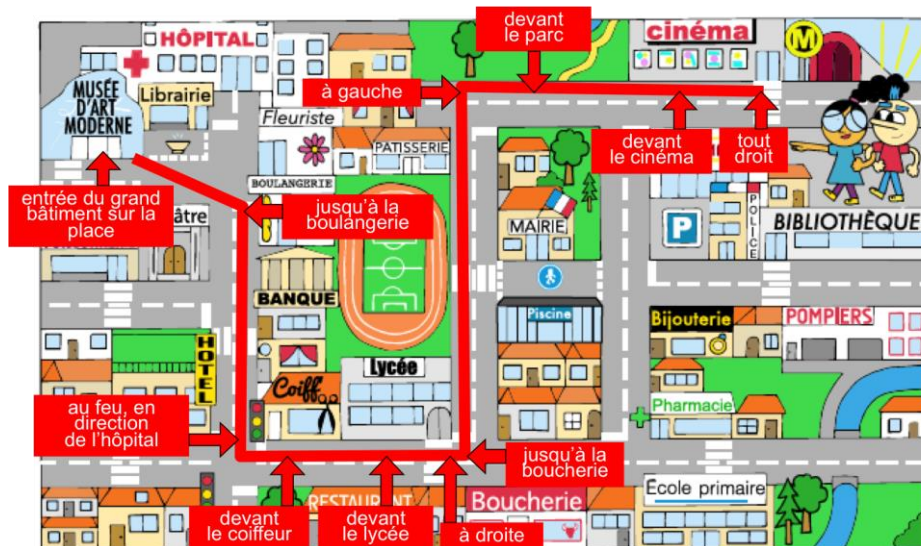 devant
le parc
HÔPITAL
cinéma
M
MUSÉE
D'ART
MODERNE
Librairie
à gauche
Fleuriste
PATISSERIE
devant
le cinéma
tout
droit
BOULANGERIE
entrée du grand
bâtiment sur la
place
jusqu'à la
boulangerie
MAIRIE
P
POLICE
BIBLIOTHÈQUE
BANQUE
Piscine
Bijouterie
POMPIERS
HOTEL
Lycée
Coiff
au feu, en
direction
de l'hôpital
Pharmacie
jusqu'à la
boucherie
RESTAURANT
Boucherie
École primaire
devant
le coiffeur
devant
le lycée
à droite